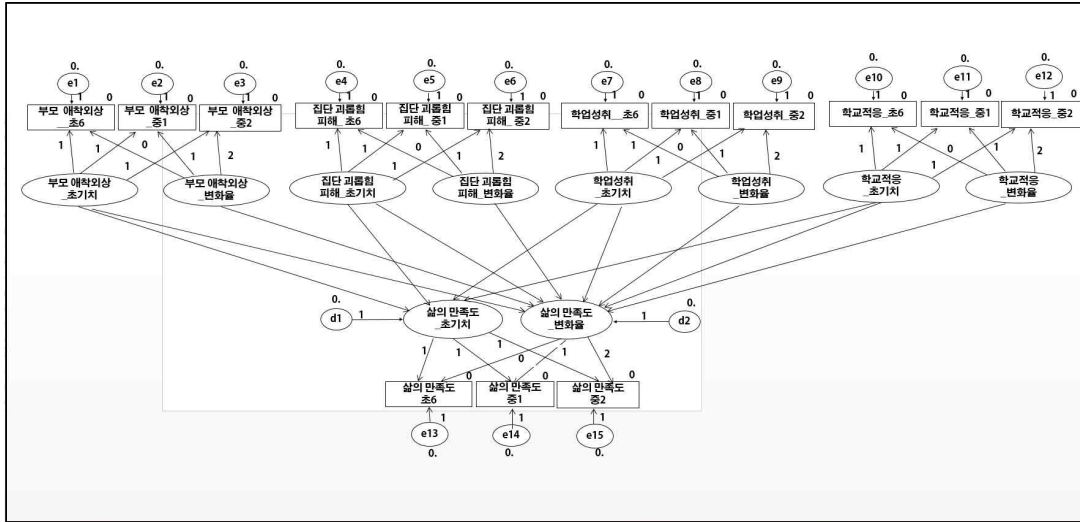 0. 0. 0. 0. 0. 0. 0. 0. 0. 0. 0. 0.
e1 e2 e3 e4 e5 e6 e7 e8 e9 e10 e11 e12
1 0 1 0 1 0 1 0 1 0 1 0 1 0 1 0 1 0 1 0 1 0 1 0
부모 애착외상 부모 애착외상 부모 애착외상 집단 괴롭힘 집단 괴롭힘 집단 괴롭힘 학업성취_초6 학업성취_중1 학업성취_중2 학교적응_초6 학교적응_중1 학교적응_중2
_초6 _중1 _중2 피해_초6 피해_중1 피해_중2
1 1 0 1 1 2 1 1 0 1 1 2 1 1 0 1 1 2 1 1 0 1 1 2
부모 애착외상 부모 애착외상 집단 괴롭힘 집단 괴롭힘 학업성취 학업성취 학교적응 학교적응
_초기치 _변화율 피해_초기치 피해_변화율 _초기치 _변화율 _초기치 _변화율
0. 0.
d1 1 삶의 만족도 삶의 만족도 1 d2
_초기치 _변화율
1 1 1 0 1 2
0 0 0
삶의 만족도 삶의 만족도 삶의 만족도
초6 중1 중2
1 1 1
e13 e14 e15
0. 0. 0.